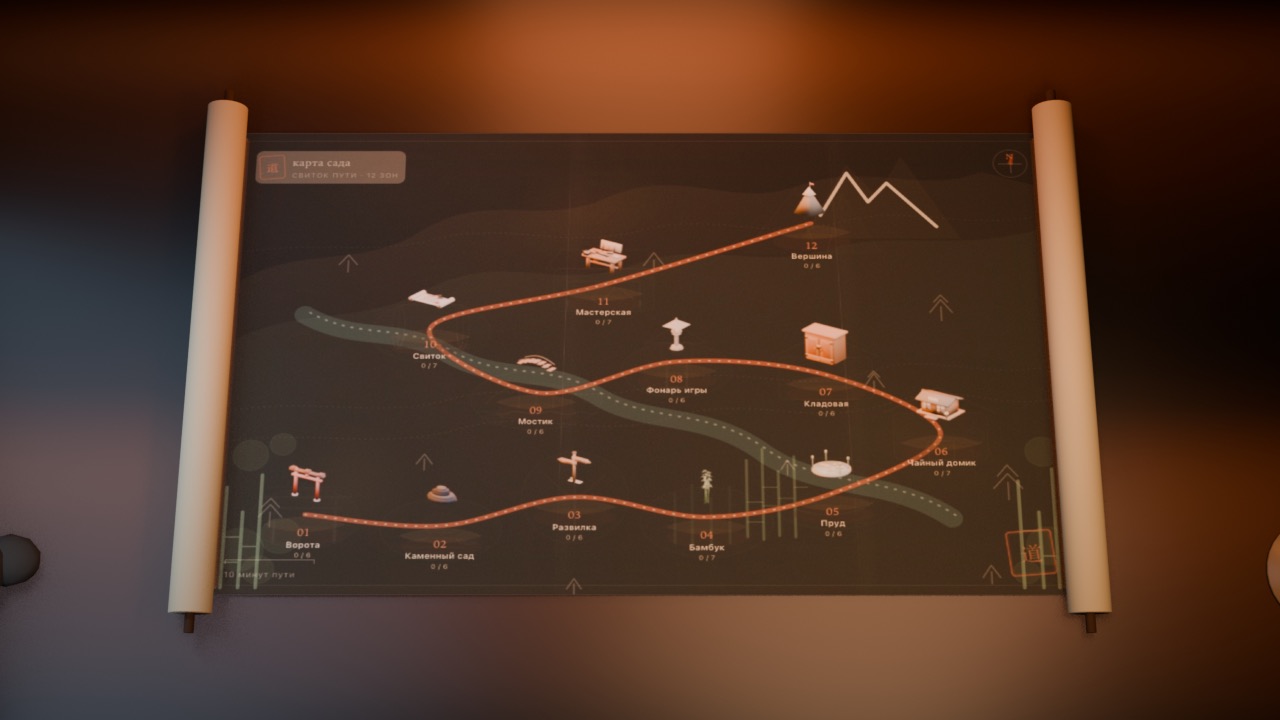 道
карта сада
СВИТОК ПУТИ · 12 ЗОН
N
12
Вершина
0 / 6
11
Мастерская
0 / 7
10
Свиток
0 / 7
09
Мостик
0 / 6
08
Фонарь игры
0 / 6
07
Кладовая
0 / 6
06
Чайный домик
0 / 7
01
Ворота
0 / 6
02
Каменный сад
0 / 6
03
Развилка
0 / 6
04
Бамбук
0 / 7
05
Пруд
0 / 6
10 минут пути
道